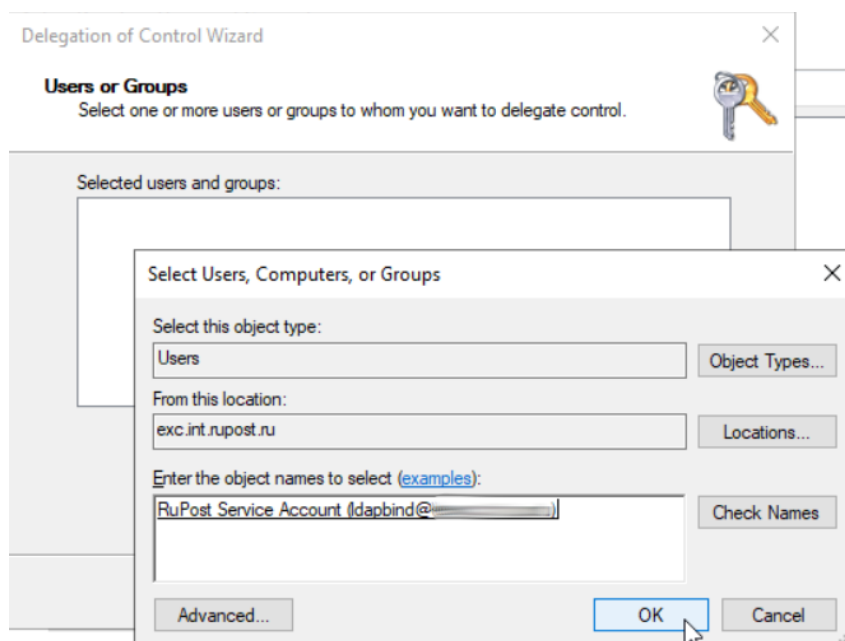 Delegation of Control Wizard
Users or Groups
Select one or more users or groups to whom you want to delegate control.
Selected users and groups:
Select Users, Computers, or Groups
Select this object type:
Users
Object Types...
From this location:
exc.int.rupost.ru
Locations...
Enter the object names to select (examples):
RuPost Service Account (ldapbind@
)
Check Names
Advanced...
OK
Cancel